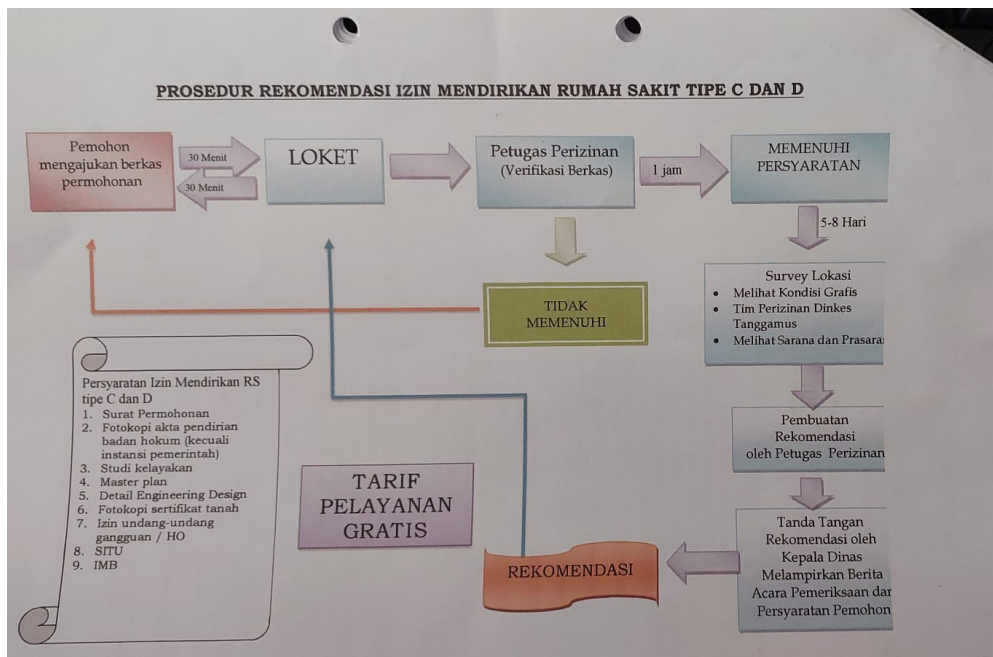 PROSEDUR REKOMENDASI IZIN MENDIRIKAN RUMAH SAKIT TIPE C DAN D
Pemohon
mengajukan berkas
permohonan
30 Menit
30 Menit
LOKET
Petugas Perizinan
(Verifikasi Berkas)
1 jam
MEMENUHI
PERSYARATAN
5-8 Hari
TIDAK
MEMENUHI
Survey Lokasi
• Melihat Kondisi Grafis
• Tim Perizinan Dinkes
Tanggamus
• Melihat Sarana dan Prasaran
Pembuatan
Rekomendasi
oleh Petugas Perizinan
Tanda Tangan
Rekomendasi oleh
Kepala Dinas
Melampirkan Berita
Acara Pemeriksaan dan
Persyaratan Pemohon
REKOMENDASI
TARIF
PELAYANAN
GRATIS
Persyaratan Izin Mendirikan RS
tipe C dan D
1. Surat Permohonan
2. Fotokopi akta pendirian
badan hokum (kecuali
instansi pemerintah)
3. Studi kelayakan
4. Master plan
5. Detail Engineering Design
6. Fotokopi sertifikat tanah
7. Izin undang-undang
gangguan / HO
8. SITU
9. IMB